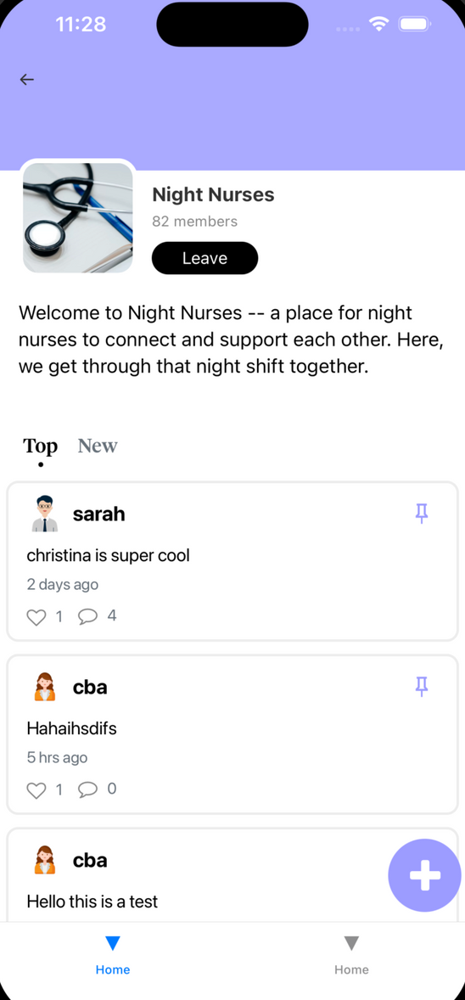 11:28
Night Nurses
82 members
Leave
Welcome to Night Nurses -- a place for night
nurses to connect and support each other. Here,
we get through that night shift together.
Top New
sarah
christina is super cool
2 days ago
1 4
cba
Hahaihsdifs
5 hrs ago
1 0
cba
Hello this is a test
Home Home